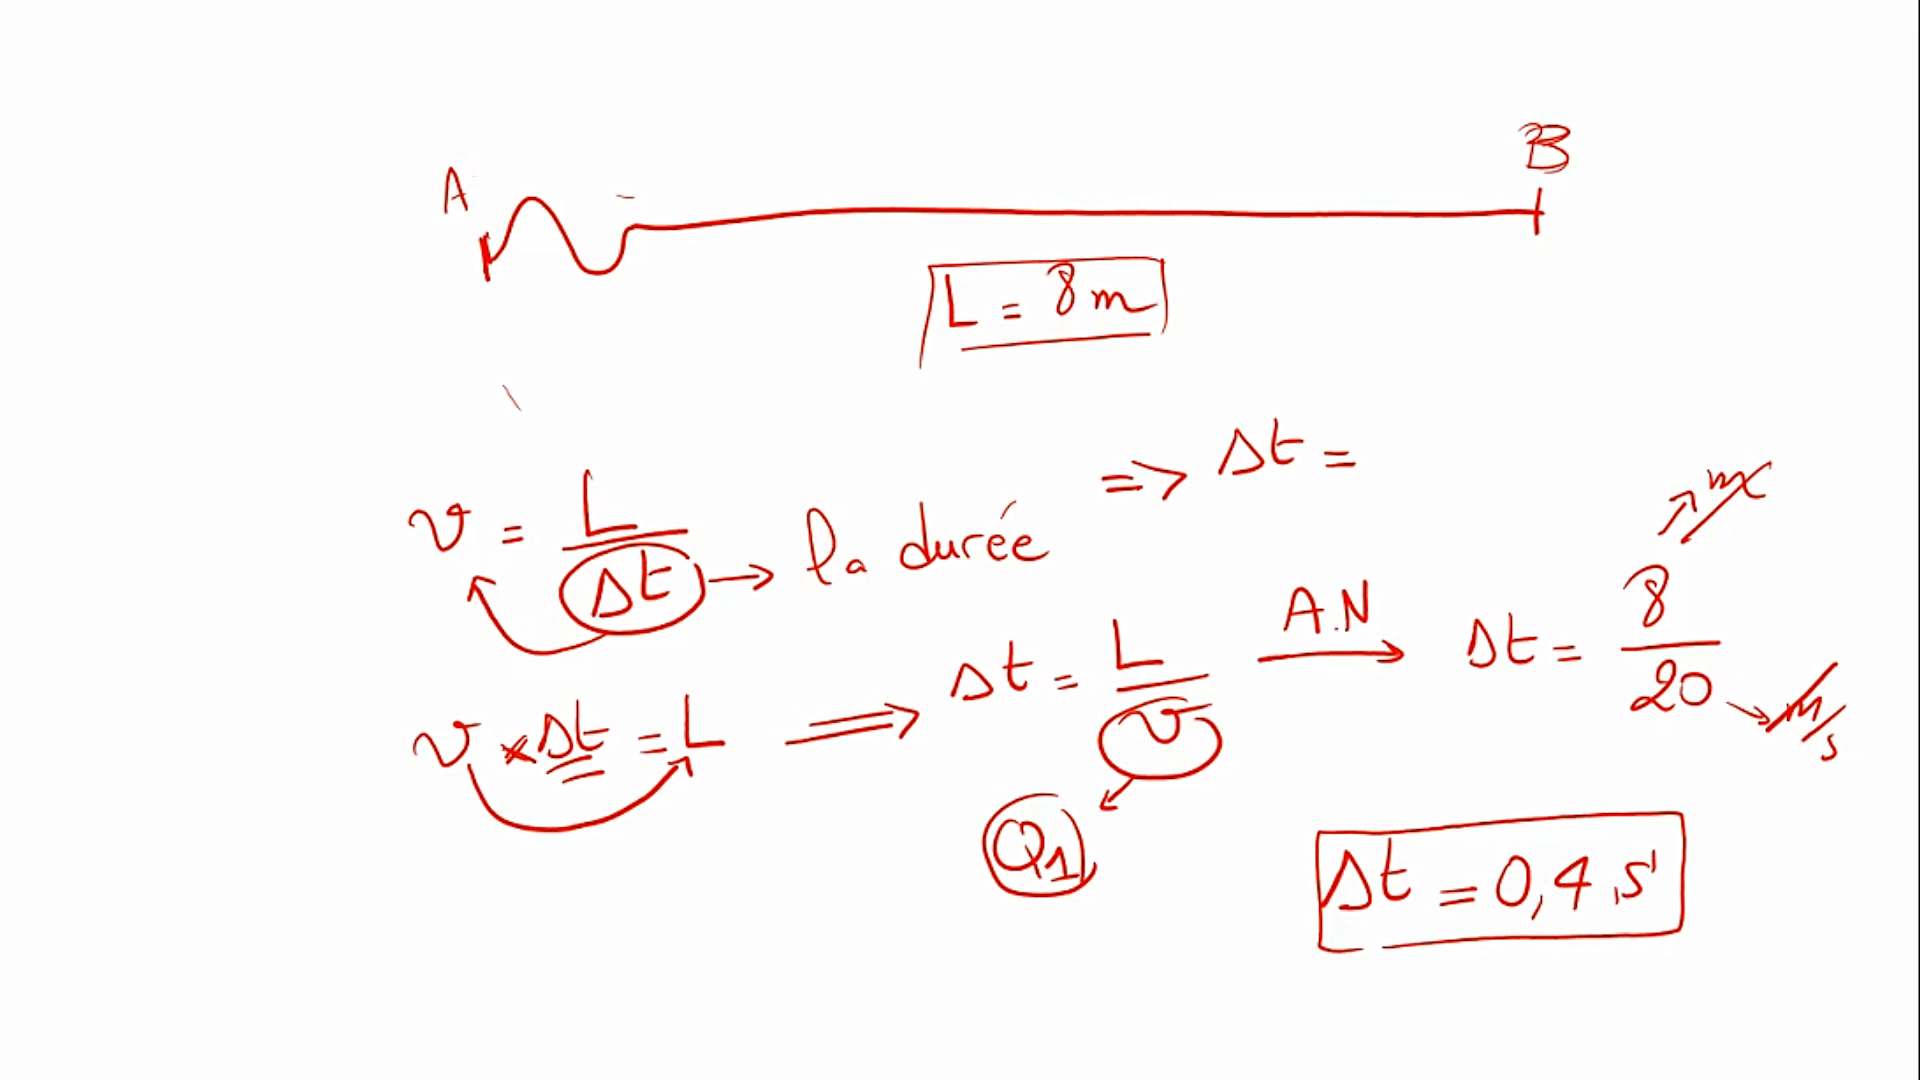 A
B
L = 8 m
v = L / Δt → la durée ⇒ Δt =
v × Δt = L ⟹ Δt = L / v A.N → Δt = 8 / 20
m
m/s
Q1
Δt = 0,4 s